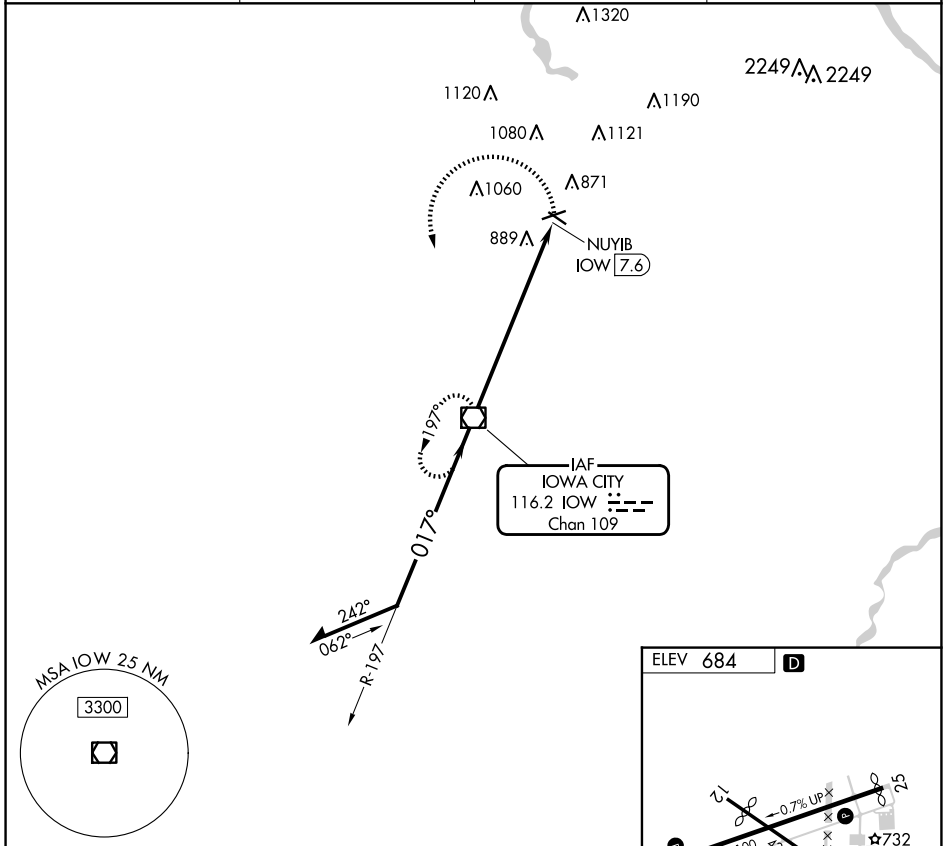 1320
2249 2249
1120
1190
1080
1121
1060
871
889
NUYIB
IOW 7.6
197°
IAF
IOWA CITY
116.2 IOW
Chan 109
017°
242°
062°
R-197
MSA IOW 25 NM
3300
ELEV 684 D
12
0.7% UP
25
P
732